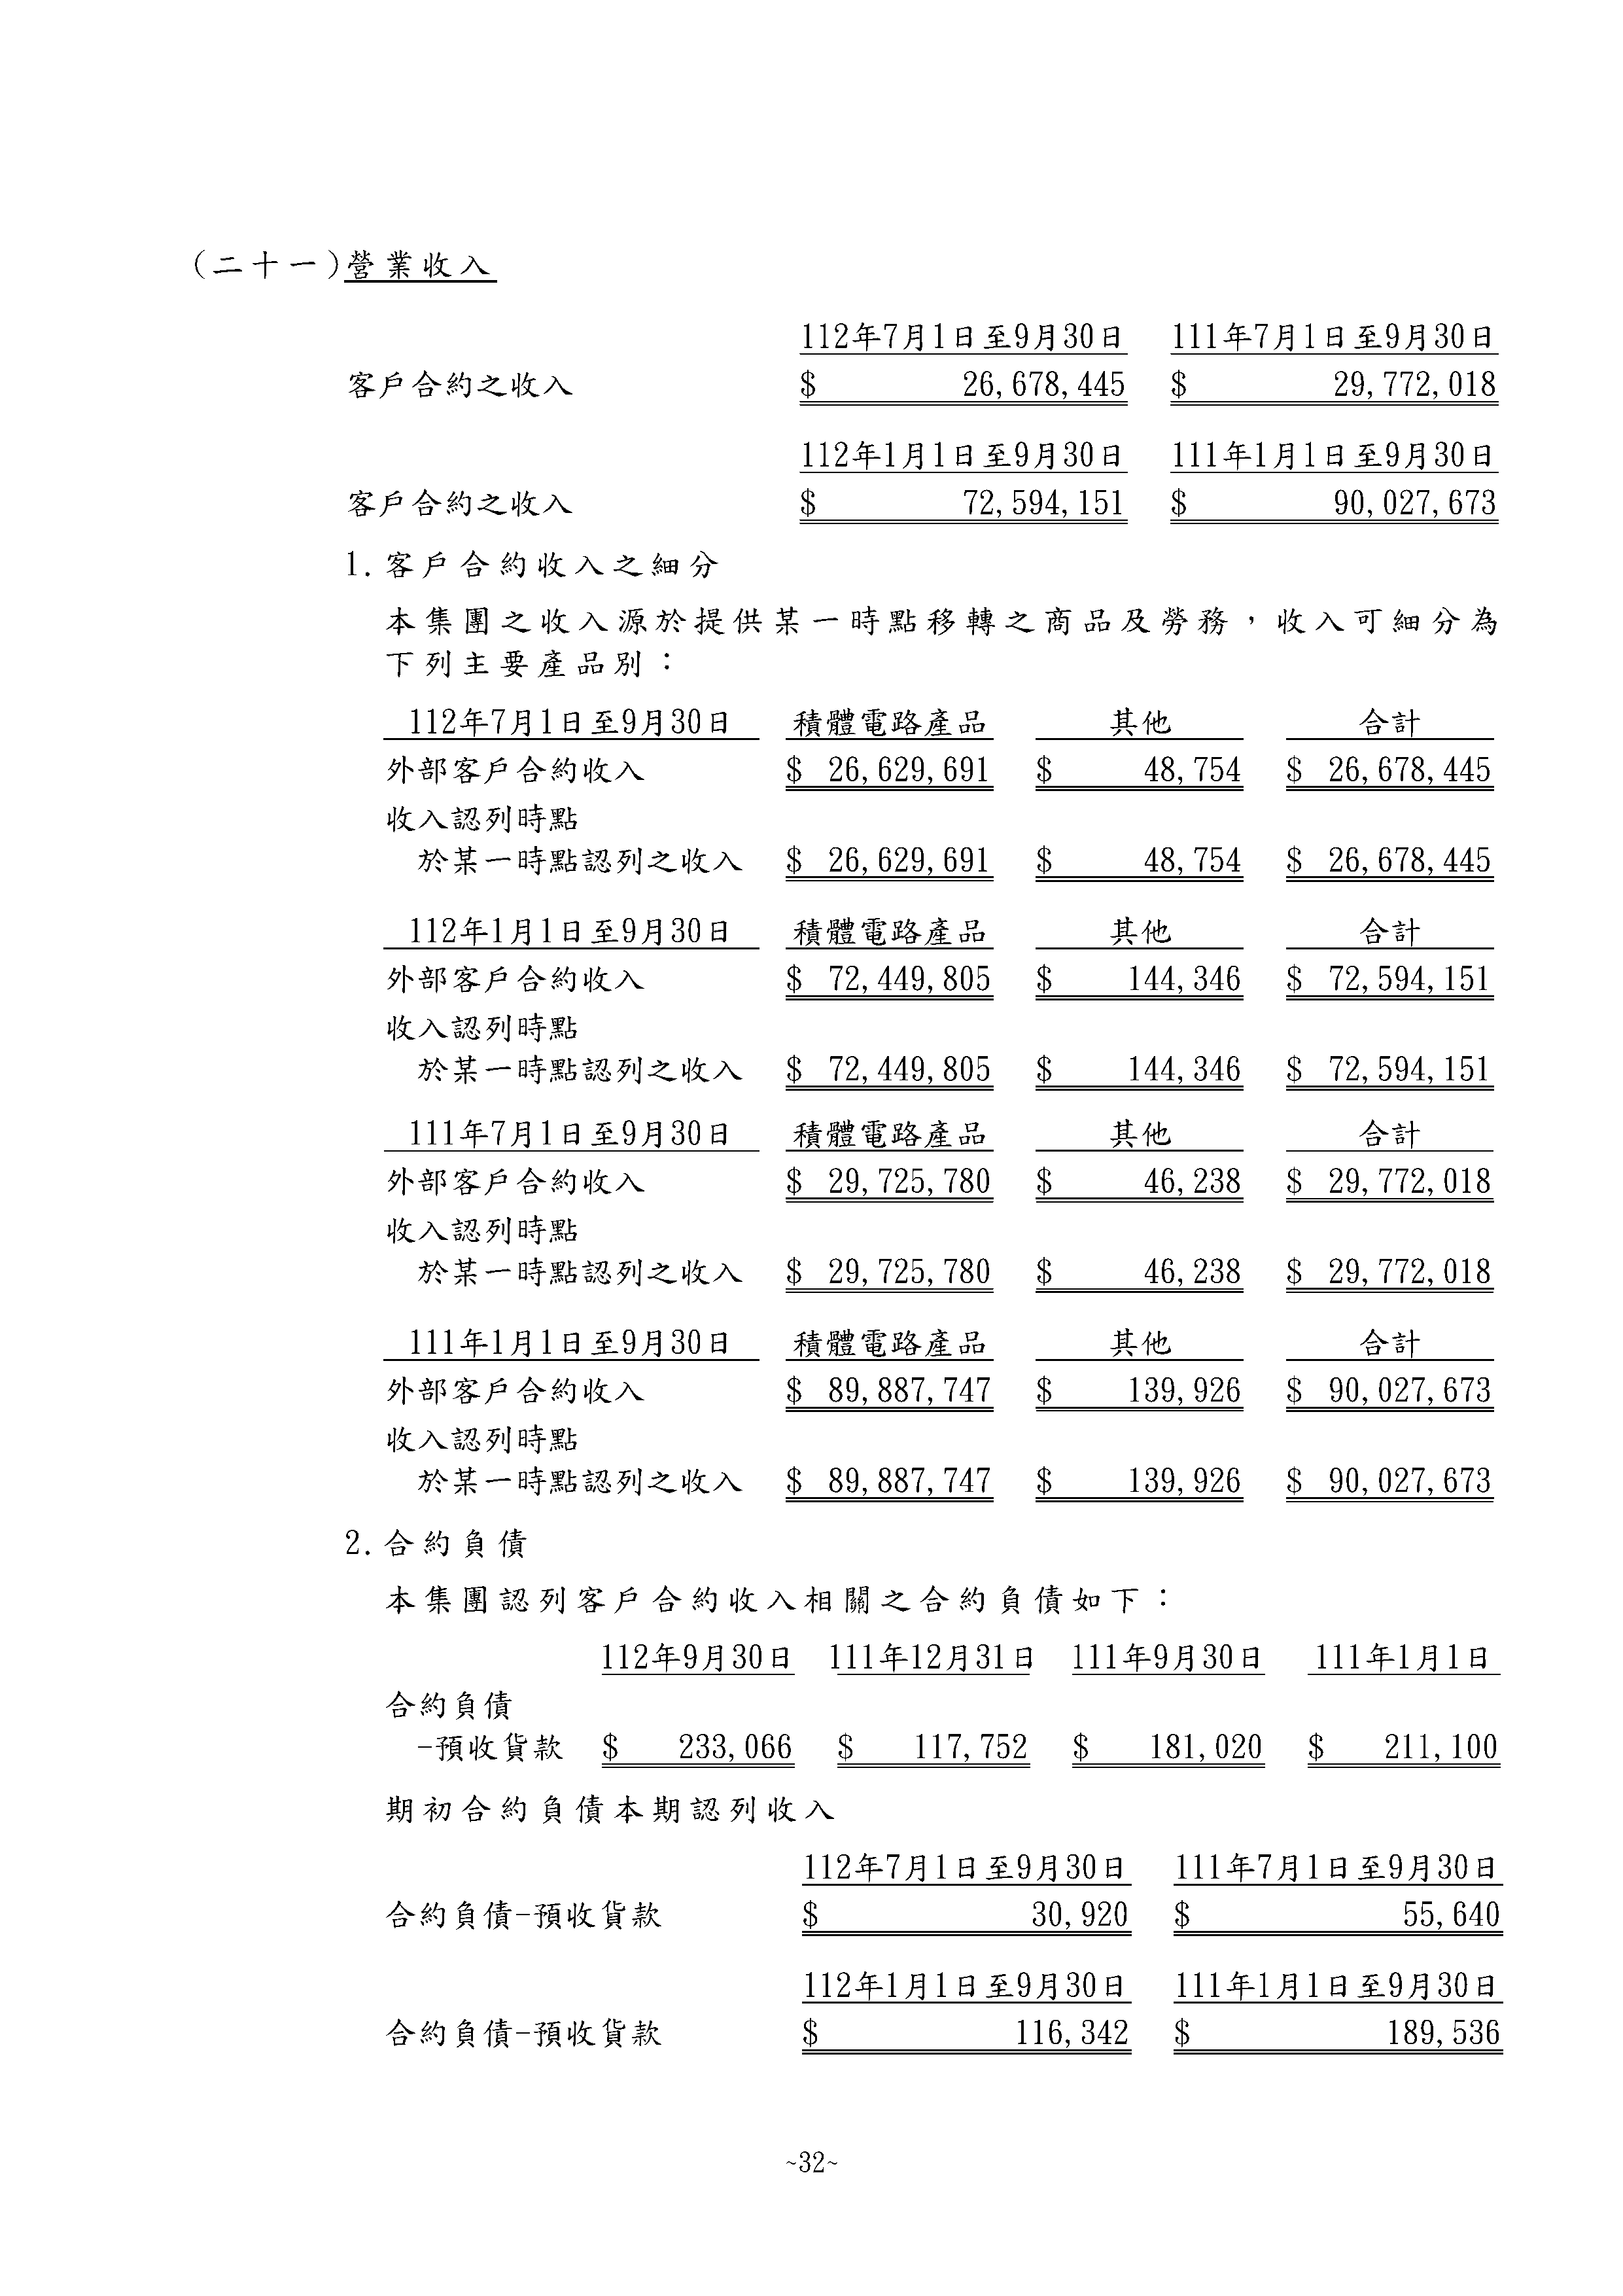 (二十一)營業收入
112年7月1日至9月30日 111年7月1日至9月30日
客戶合約之收入 $ 26,678,445 $ 29,772,018
112年1月1日至9月30日 111年1月1日至9月30日
客戶合約之收入 $ 72,594,151 $ 90,027,673
1.客戶合約收入之細分
本集團之收入源於提供某一時點移轉之商品及勞務，收入可細分為
下列主要產品別：
112年7月1日至9月30日 積體電路產品 其他 合計
外部客戶合約收入 $ 26,629,691 $ 48,754 $ 26,678,445
收入認列時點
於某一時點認列之收入 $ 26,629,691 $ 48,754 $ 26,678,445
112年1月1日至9月30日 積體電路產品 其他 合計
外部客戶合約收入 $ 72,449,805 $ 144,346 $ 72,594,151
收入認列時點
於某一時點認列之收入 $ 72,449,805 $ 144,346 $ 72,594,151
111年7月1日至9月30日 積體電路產品 其他 合計
外部客戶合約收入 $ 29,725,780 $ 46,238 $ 29,772,018
收入認列時點
於某一時點認列之收入 $ 29,725,780 $ 46,238 $ 29,772,018
111年1月1日至9月30日 積體電路產品 其他 合計
外部客戶合約收入 $ 89,887,747 $ 139,926 $ 90,027,673
收入認列時點
於某一時點認列之收入 $ 89,887,747 $ 139,926 $ 90,027,673
2.合約負債
本集團認列客戶合約收入相關之合約負債如下：
112年9月30日 111年12月31日 111年9月30日 111年1月1日
合約負債
-預收貨款 $ 233,066 $ 117,752 $ 181,020 $ 211,100
期初合約負債本期認列收入
112年7月1日至9月30日 111年7月1日至9月30日
合約負債-預收貨款 $ 30,920 $ 55,640
112年1月1日至9月30日 111年1月1日至9月30日
合約負債-預收貨款 $ 116,342 $ 189,536
~32~